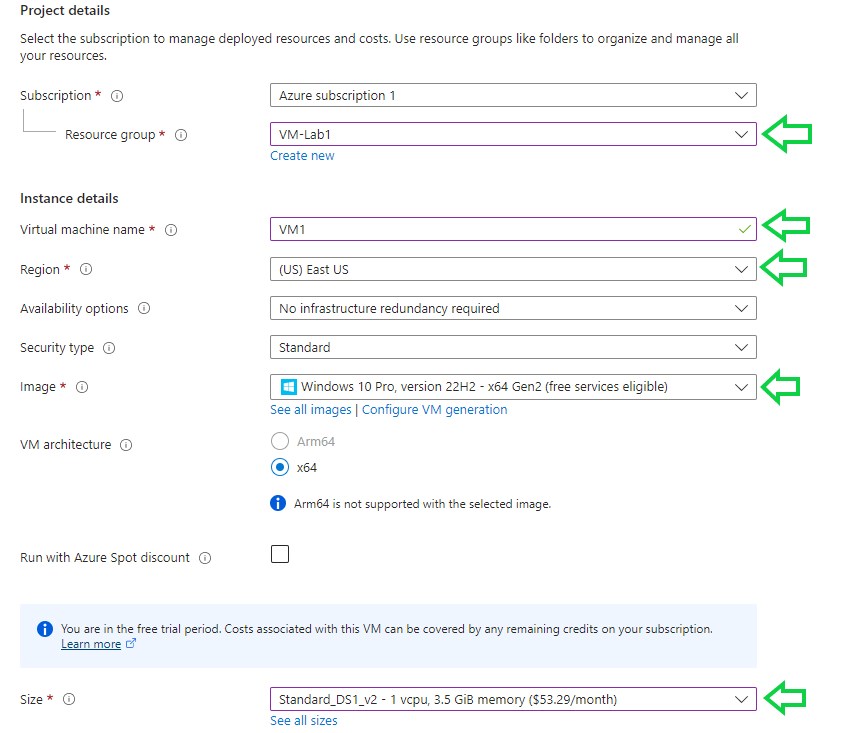 Project details
Select the subscription to manage deployed resources and costs. Use resource groups like folders to organize and manage all
your resources.
Subscription *
Azure subscription 1
Resource group *
VM-Lab1
Create new
Instance details
Virtual machine name *
VM1
Region *
(US) East US
Availability options
No infrastructure redundancy required
Security type
Standard
Image *
Windows 10 Pro, version 22H2 - x64 Gen2 (free services eligible)
See all images | Configure VM generation
VM architecture
Arm64
x64
Arm64 is not supported with the selected image.
Run with Azure Spot discount
You are in the free trial period. Costs associated with this VM can be covered by any remaining credits on your subscription.
Learn more
Size *
Standard_DS1_v2 - 1 vcpu, 3.5 GiB memory ($53.29/month)
See all sizes